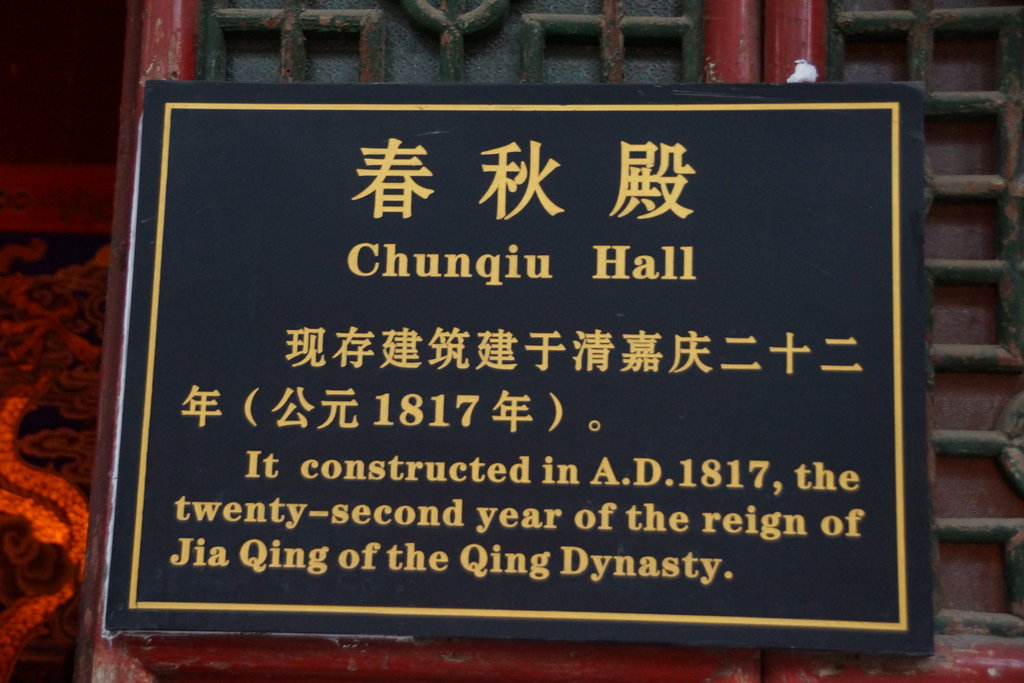 春秋殿
Chunqiu Hall
现存建筑建于清嘉庆二十二
年（公元1817年）。
It constructed in A.D.1817, the
twenty-second year of the reign of
Jia Qing of the Qing Dynasty.